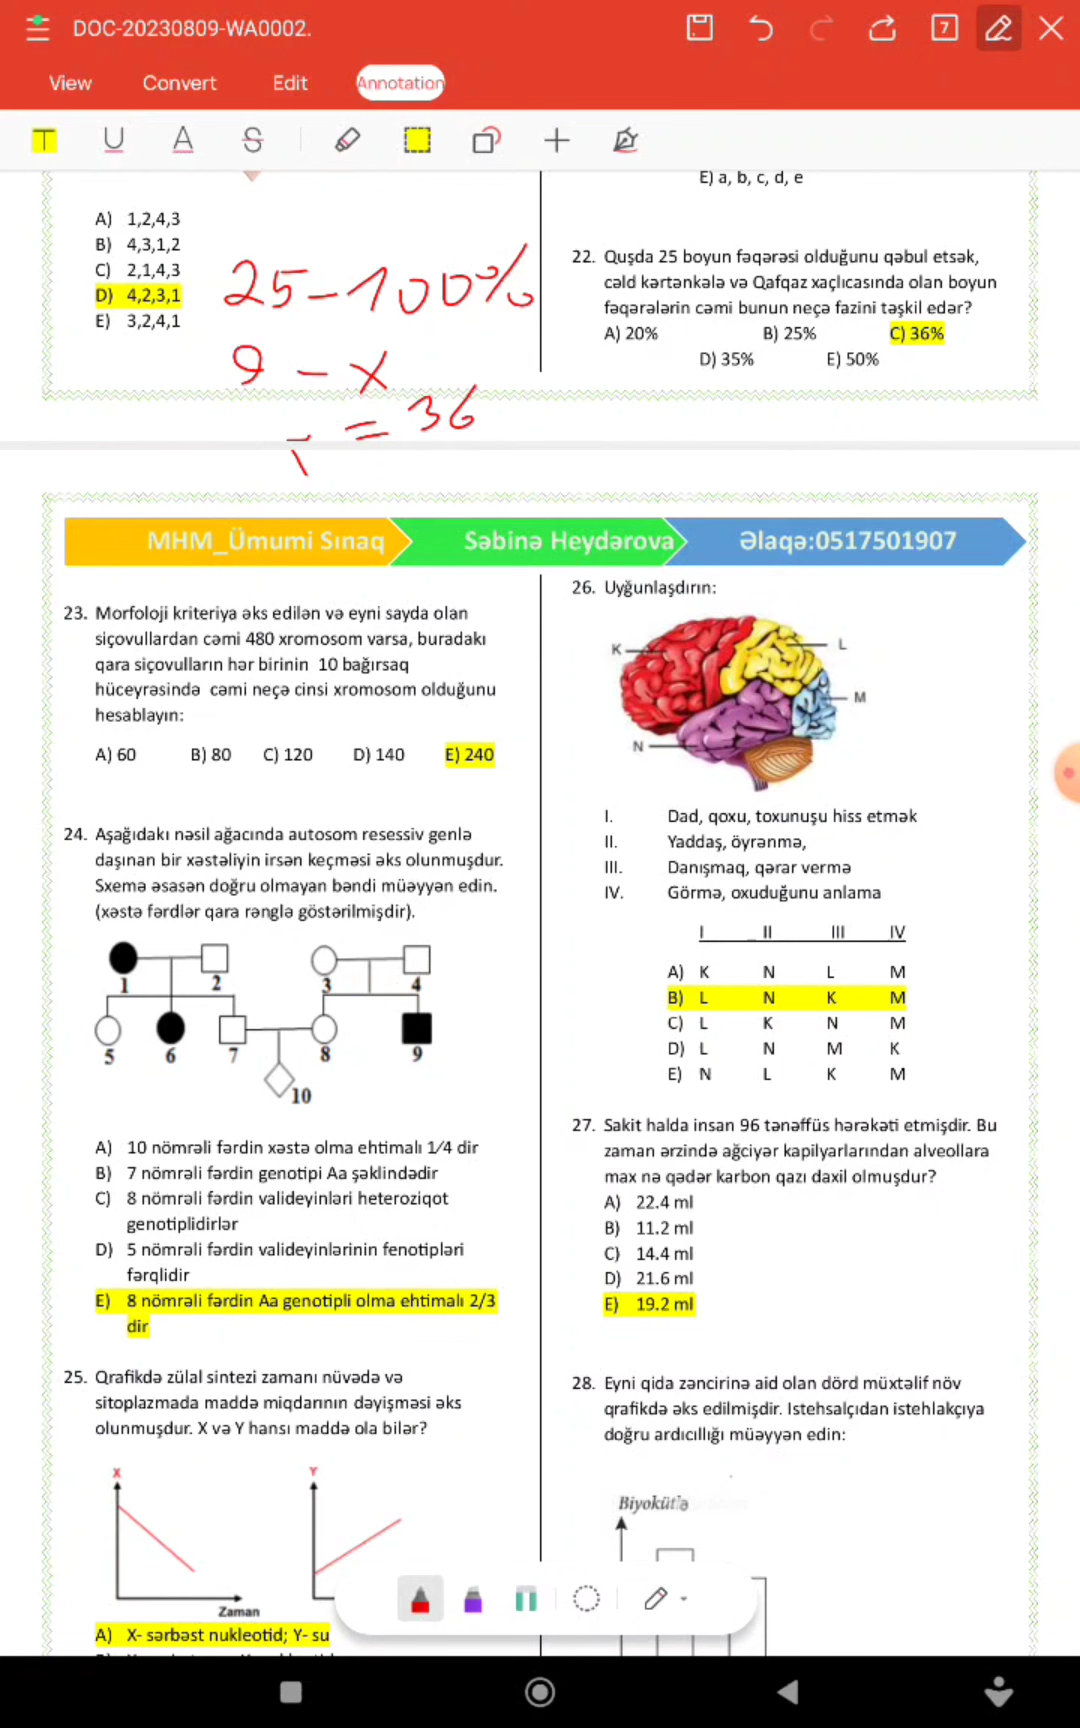 DOC-20230809-WA0002.
7
View Convert Edit Annotation
T U A S
A) 1,2,4,3
B) 4,3,1,2
C) 2,1,4,3
D) 4,2,3,1
E) 3,2,4,1
25-100%
9 - x
= 36
E) a, b, c, d, e
22. Quşda 25 boyun fəqərəsi olduğunu qəbul etsək,
cəld kərtənkələ və Qafqaz xaçlıcasında olan boyun
fəqərələrin cəmi bunun neçə fazini təşkil edər?
A) 20% B) 25% C) 36%
D) 35% E) 50%
MHM_Ümumi Sınaq Səbinə Heydərova Əlaqə:0517501907
23. Morfoloji kriteriya əks edilən və eyni sayda olan
siçovullardan cəmi 480 xromosom varsa, buradakı
qara siçovulların hər birinin 10 bağırsaq
hüceyrəsində cəmi neçə cinsi xromosom olduğunu
hesablayın:
A) 60 B) 80 C) 120 D) 140 E) 240
24. Aşağıdakı nəsil ağacında autosom resessiv genlə
daşınan bir xəstəliyin irsən keçməsi əks olunmuşdur.
Sxemə əsasən doğru olmayan bəndi müəyyən edin.
(xəstə fərdlər qara rənglə göstərilmişdir).
1 2 3 4
5 6 7 8 9
10
A) 10 nömrəli fərdin xəstə olma ehtimalı 1/4 dir
B) 7 nömrəli fərdin genotipi Aa şəklindədir
C) 8 nömrəli fərdin valideyinləri heteroziqot
genotiplidirlər
D) 5 nömrəli fərdin valideyinlərinin fenotipləri
fərqlidir
E) 8 nömrəli fərdin Aa genotipli olma ehtimalı 2/3
dir
25. Qrafikdə zülal sintezi zamanı nüvədə və
sitoplazmada maddə miqdarının dəyişməsi əks
olunmuşdur. X və Y hansı maddə ola bilər?
X Y
Zaman
A) X- sərbəst nukleotid; Y- su
26. Uyğunlaşdırın:
K L
M
N
I. Dad, qoxu, toxunuşu hiss etmək
II. Yaddaş, öyrənmə,
III. Danışmaq, qərar vermə
IV. Görmə, oxuduğunu anlama
I _ II III IV
A) K N L M
B) L N K M
C) L K N M
D) L N M K
E) N L K M
27. Sakit halda insan 96 tənəffüs hərəkəti etmişdir. Bu
zaman ərzində ağciyər kapilyarlarından alveollara
max nə qədər karbon qazı daxil olmuşdur?
A) 22.4 ml
B) 11.2 ml
C) 14.4 ml
D) 21.6 ml
E) 19.2 ml
28. Eyni qida zəncirinə aid olan dörd müxtəlif növ
qrafikdə əks edilmişdir. Istehsalçıdan istehlakçıya
doğru ardıcıllığı müəyyən edin:
Biyokütlə